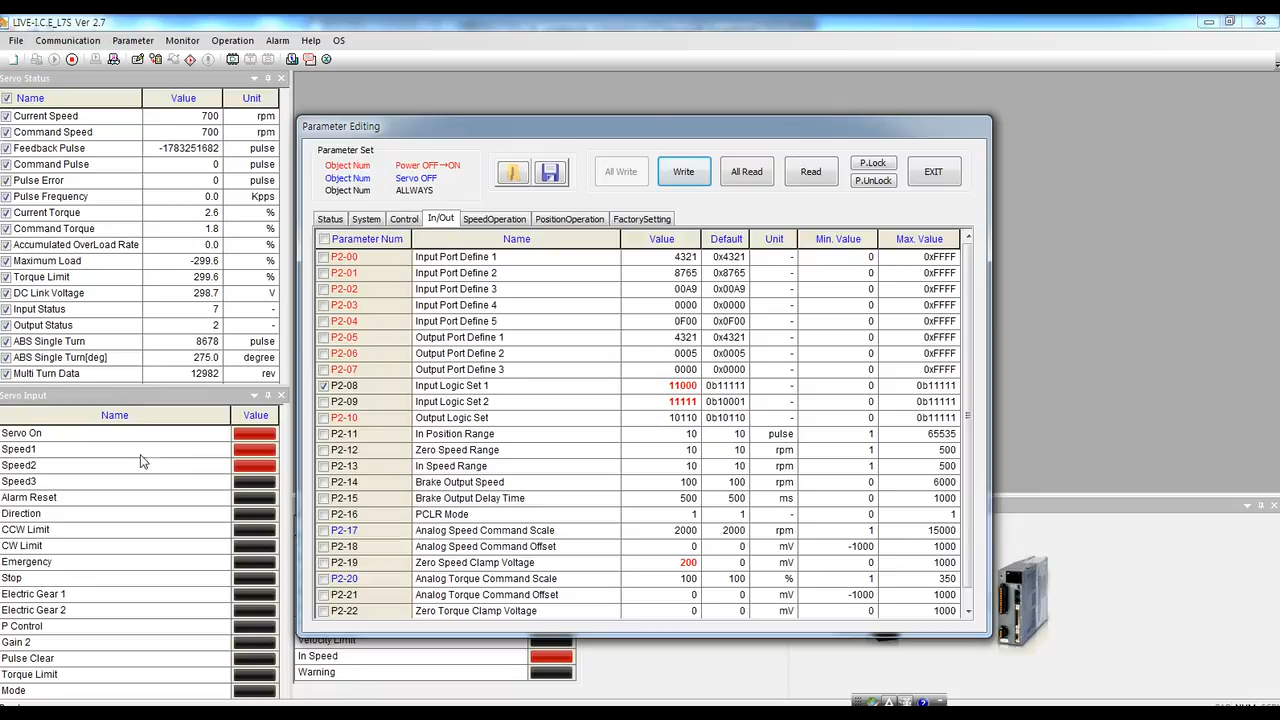 LIVE-I.C.E_L7S Ver 2.7
File Communication Parameter Monitor Operation Alarm Help OS
Servo Status
Name Value Unit
Current Speed 700 rpm
Command Speed 700 rpm
Feedback Pulse -1783251682 pulse
Command Pulse 0 pulse
Pulse Error 0 pulse
Pulse Frequency 0.0 Kpps
Current Torque 2.6 %
Command Torque 1.8 %
Accumulated OverLoad Rate 0.0 %
Maximum Load -299.6 %
Torque Limit 299.6 %
DC Link Voltage 298.7 V
Input Status 7 -
Output Status 2 -
ABS Single Turn 8678 pulse
ABS Single Turn[deg] 275.0 degree
Multi Turn Data 12982 rev
Servo Input
Name Value
Servo On
Speed1
Speed2
Speed3
Alarm Reset
Direction
CCW Limit
CW Limit
Emergency
Stop
Electric Gear 1
Electric Gear 2
P Control
Gain 2
Pulse Clear
Torque Limit
Mode
Parameter Editing
Parameter Set
Object Num Power OFF→ON
Object Num Servo OFF
Object Num ALLWAYS
All Write Write All Read Read P.Lock P.UnLock EXIT
Status System Control In/Out SpeedOperation PositionOperation FactorySetting
Parameter Num Name Value Default Unit Min. Value Max. Value
P2-00 Input Port Define 1 4321 0x4321 - 0 0xFFFF
P2-01 Input Port Define 2 8765 0x8765 - 0 0xFFFF
P2-02 Input Port Define 3 00A9 0x00A9 - 0 0xFFFF
P2-03 Input Port Define 4 0000 0x0000 - 0 0xFFFF
P2-04 Input Port Define 5 0F00 0x0F00 - 0 0xFFFF
P2-05 Output Port Define 1 4321 0x4321 - 0 0xFFFF
P2-06 Output Port Define 2 0005 0x0005 - 0 0xFFFF
P2-07 Output Port Define 3 0000 0x0000 - 0 0xFFFF
P2-08 Input Logic Set 1 11000 0b11111 - 0 0b11111
P2-09 Input Logic Set 2 11111 0b10001 - 0 0b11111
P2-10 Output Logic Set 10110 0b10110 - 0 0b11111
P2-11 In Position Range 10 10 pulse 1 65535
P2-12 Zero Speed Range 10 10 rpm 1 500
P2-13 In Speed Range 10 10 rpm 1 500
P2-14 Brake Output Speed 100 100 rpm 0 6000
P2-15 Brake Output Delay Time 500 500 ms 0 1000
P2-16 PCLR Mode 1 1 - 0 1
P2-17 Analog Speed Command Scale 2000 2000 rpm 1 15000
P2-18 Analog Speed Command Offset 0 0 mV -1000 1000
P2-19 Zero Speed Clamp Voltage 200 0 mV 0 1000
P2-20 Analog Torque Command Scale 100 100 % 1 350
P2-21 Analog Torque Command Offset 0 0 mV -1000 1000
P2-22 Zero Torque Clamp Voltage 0 0 mV 0 1000
Velocity Limit
In Speed
Warning